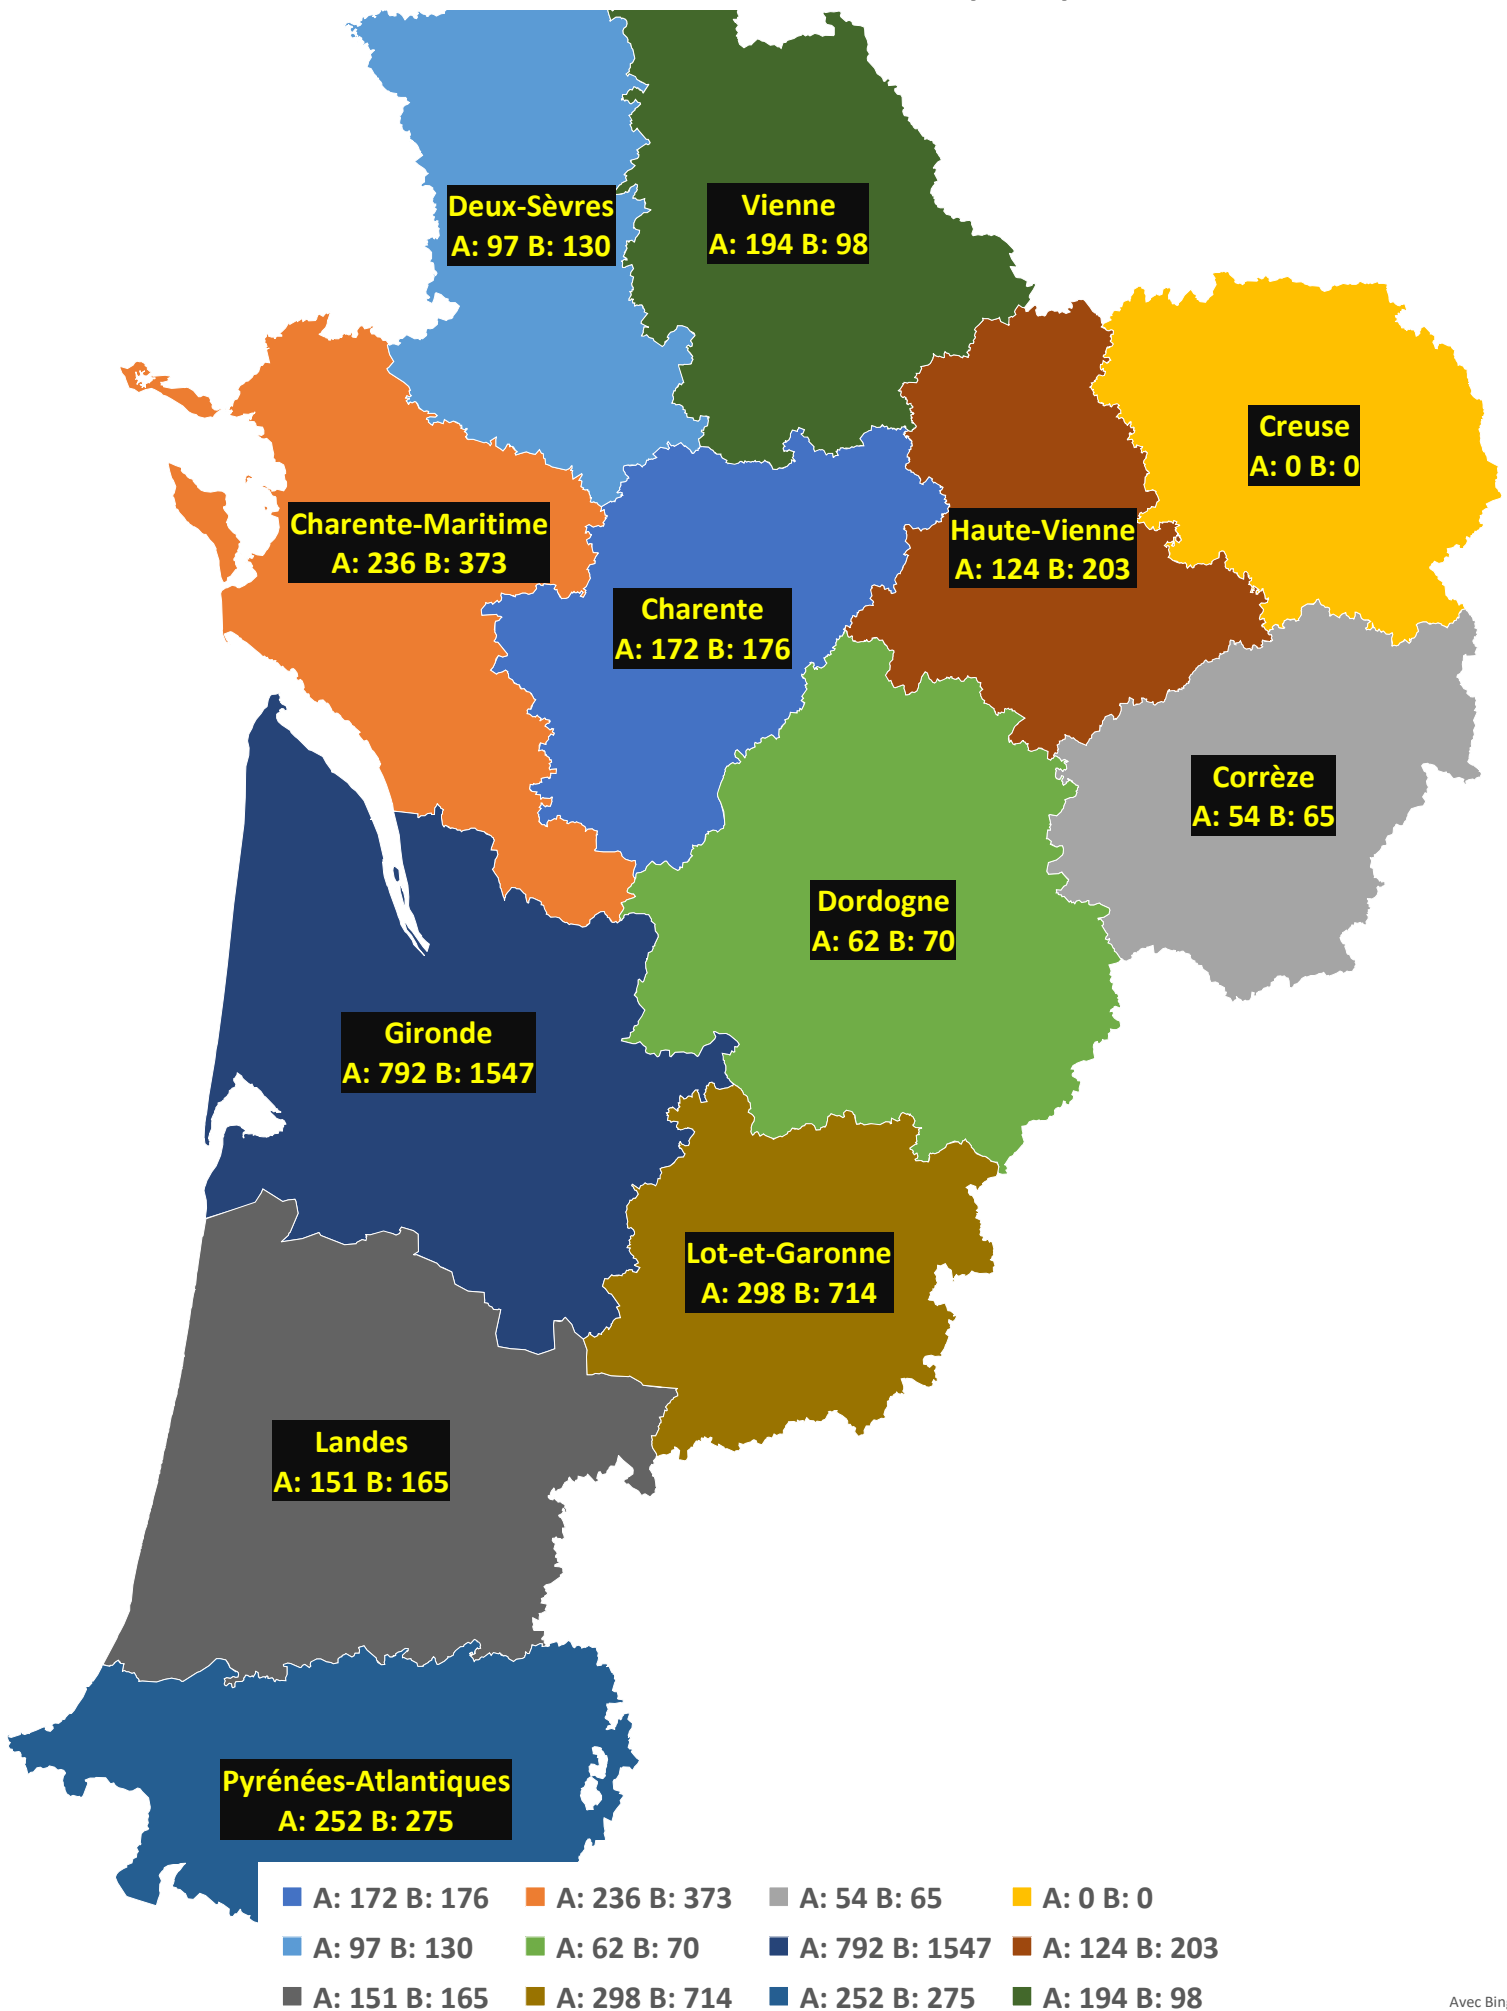 Deux-Sèvres
A: 97 B: 130
Vienne
A: 194 B: 98
Creuse
A: 0 B: 0
Charente-Maritime
A: 236 B: 373
Haute-Vienne
A: 124 B: 203
Charente
A: 172 B: 176
Corrèze
A: 54 B: 65
Dordogne
A: 62 B: 70
Gironde
A: 792 B: 1547
Lot-et-Garonne
A: 298 B: 714
Landes
A: 151 B: 165
Pyrénées-Atlantiques
A: 252 B: 275
A: 172 B: 176 A: 236 B: 373 A: 54 B: 65 A: 0 B: 0
A: 97 B: 130 A: 62 B: 70 A: 792 B: 1547 A: 124 B: 203
A: 151 B: 165 A: 298 B: 714 A: 252 B: 275 A: 194 B: 98
Avec Bin